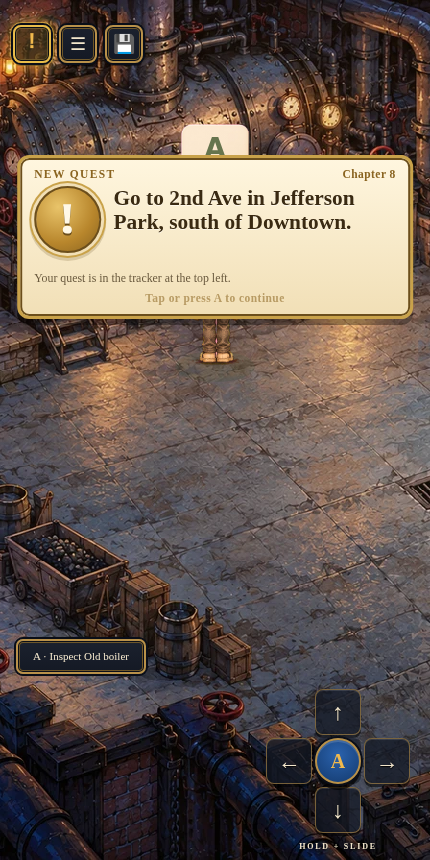 !
☰
💾
A
NEW QUEST
Chapter 8
!
Go to 2nd Ave in Jefferson
Park, south of Downtown.
Your quest is in the tracker at the top left.
Tap or press A to continue
A · Inspect Old boiler
↑
← A →
↓
HOLD + SLIDE